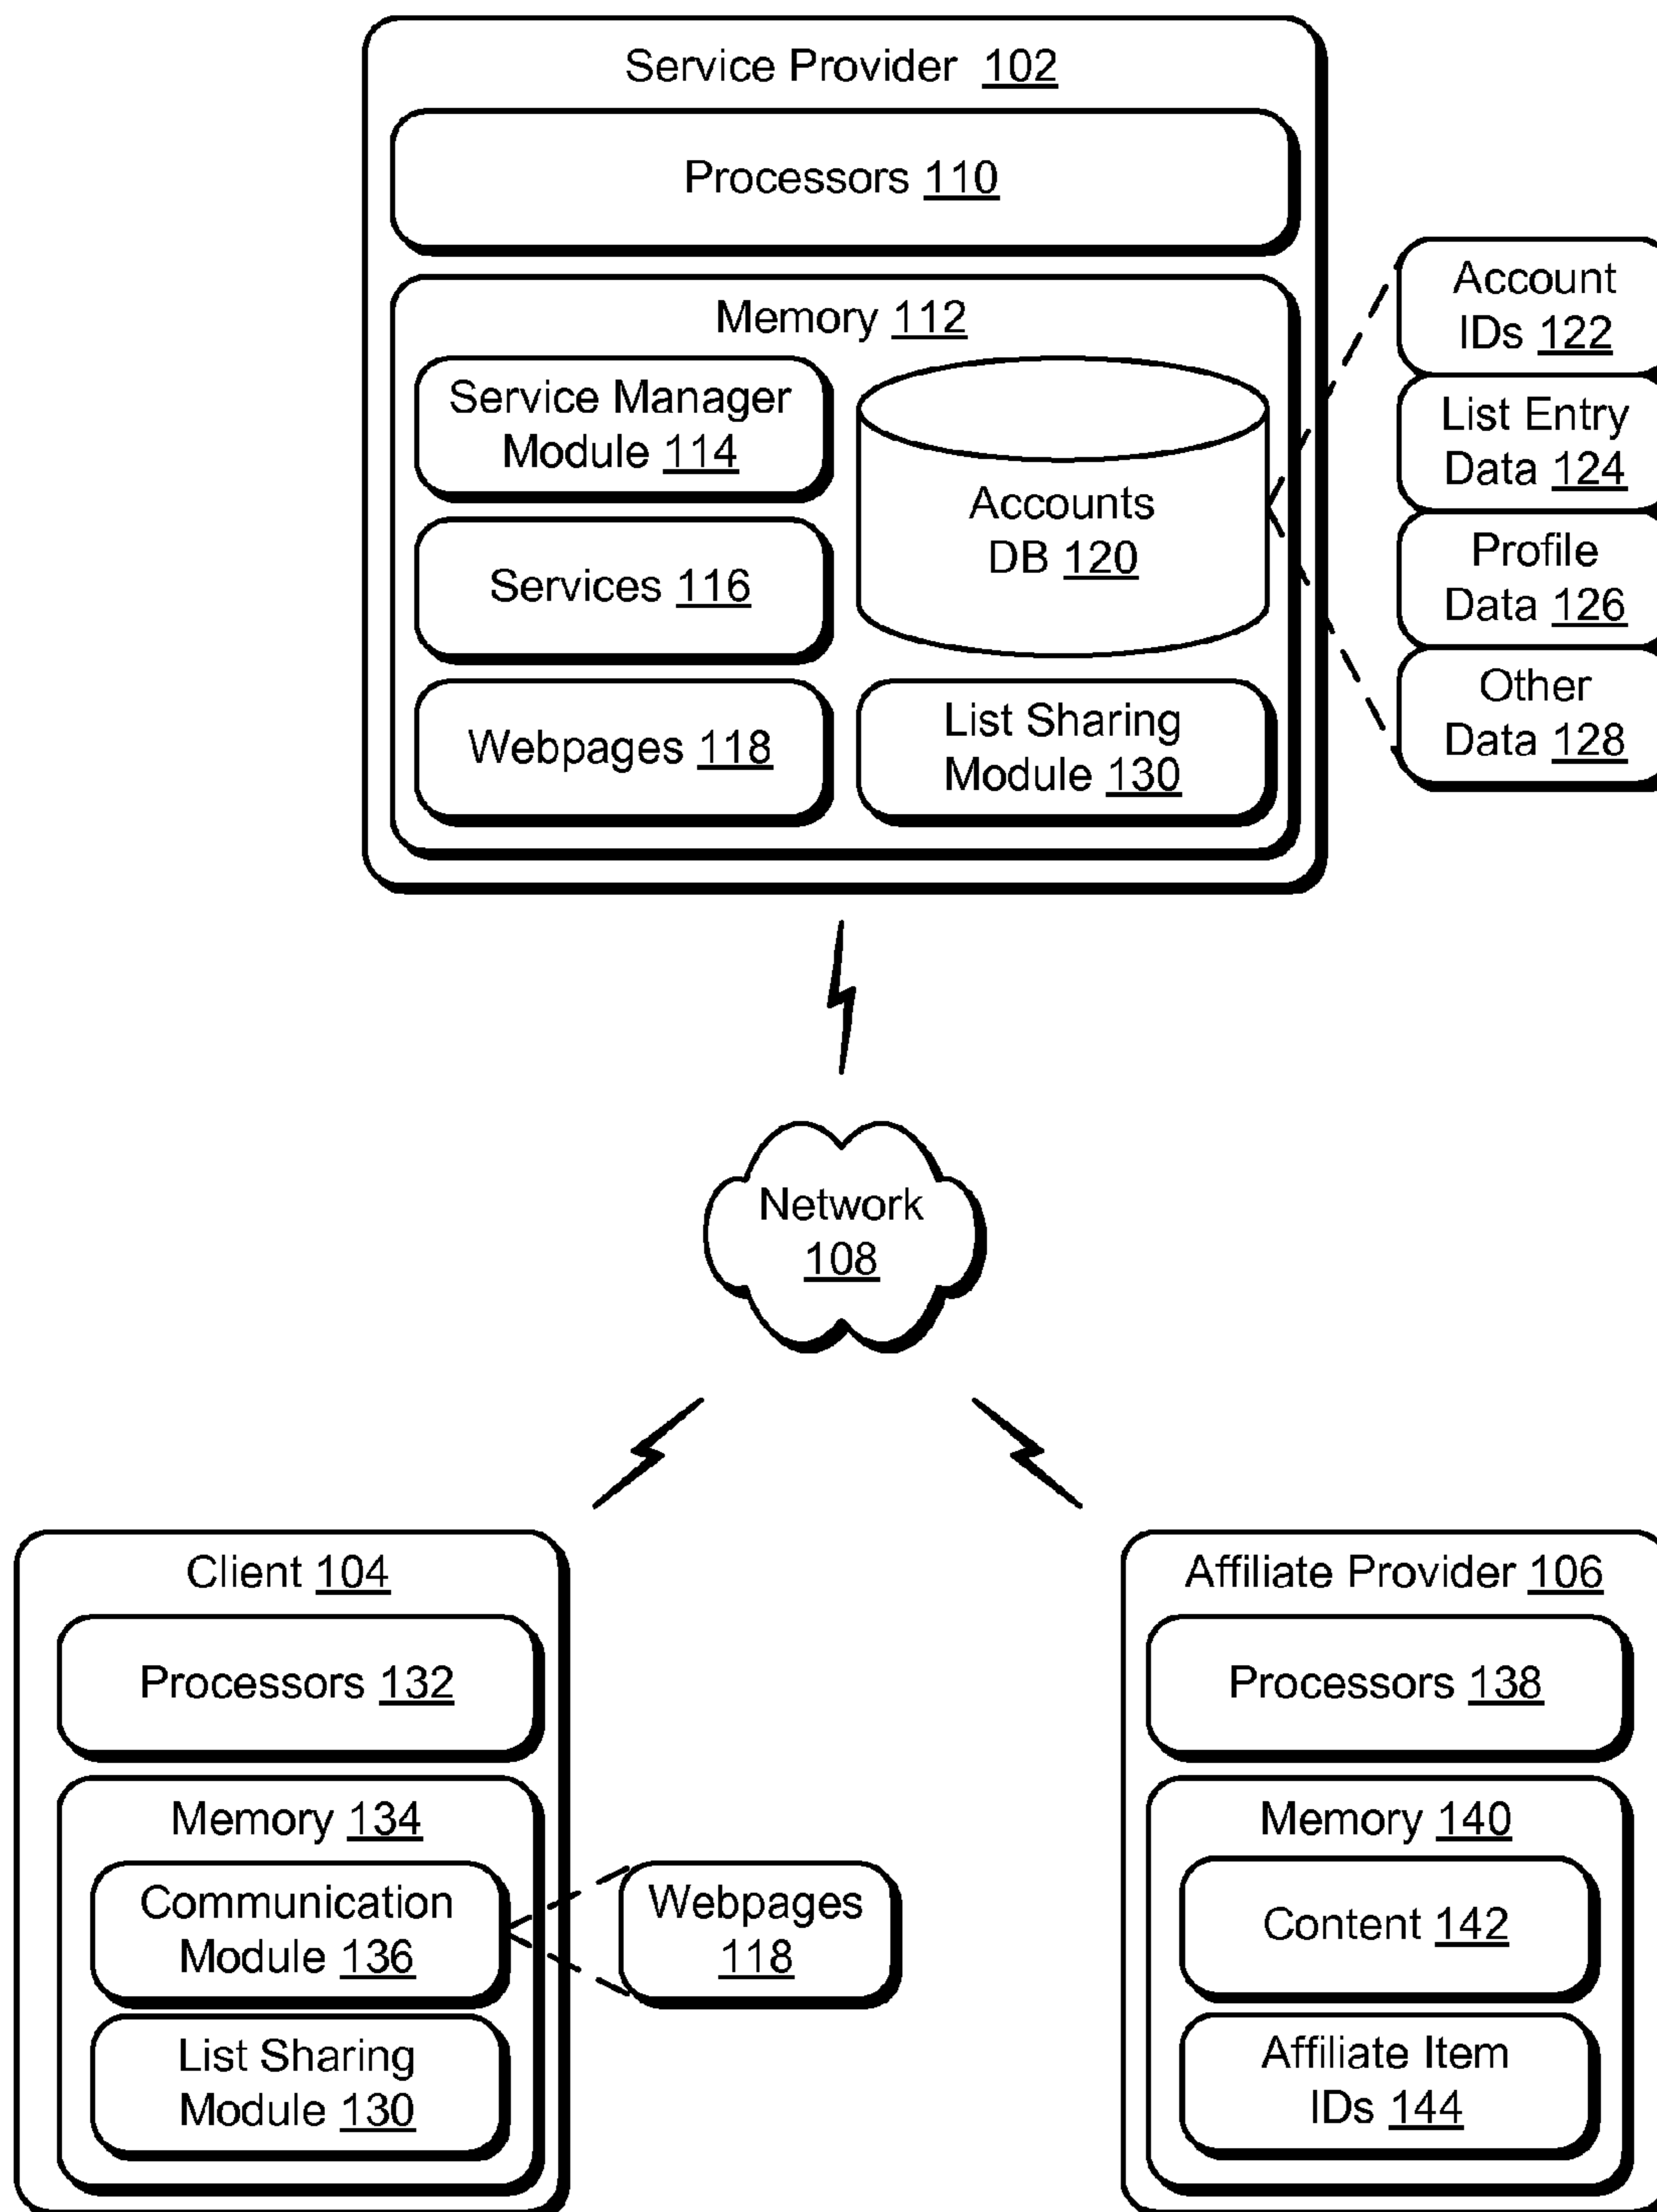 Service Provider 102
Processors 110
Memory 112
Service Manager
Module 114
Services 116
Webpages 118
Accounts
DB 120
List Sharing
Module 130
Account
IDs 122
List Entry
Data 124
Profile
Data 126
Other
Data 128
Network
108
Client 104
Processors 132
Memory 134
Communication
Module 136
List Sharing
Module 130
Webpages
118
Affiliate Provider 106
Processors 138
Memory 140
Content 142
Affiliate Item
IDs 144